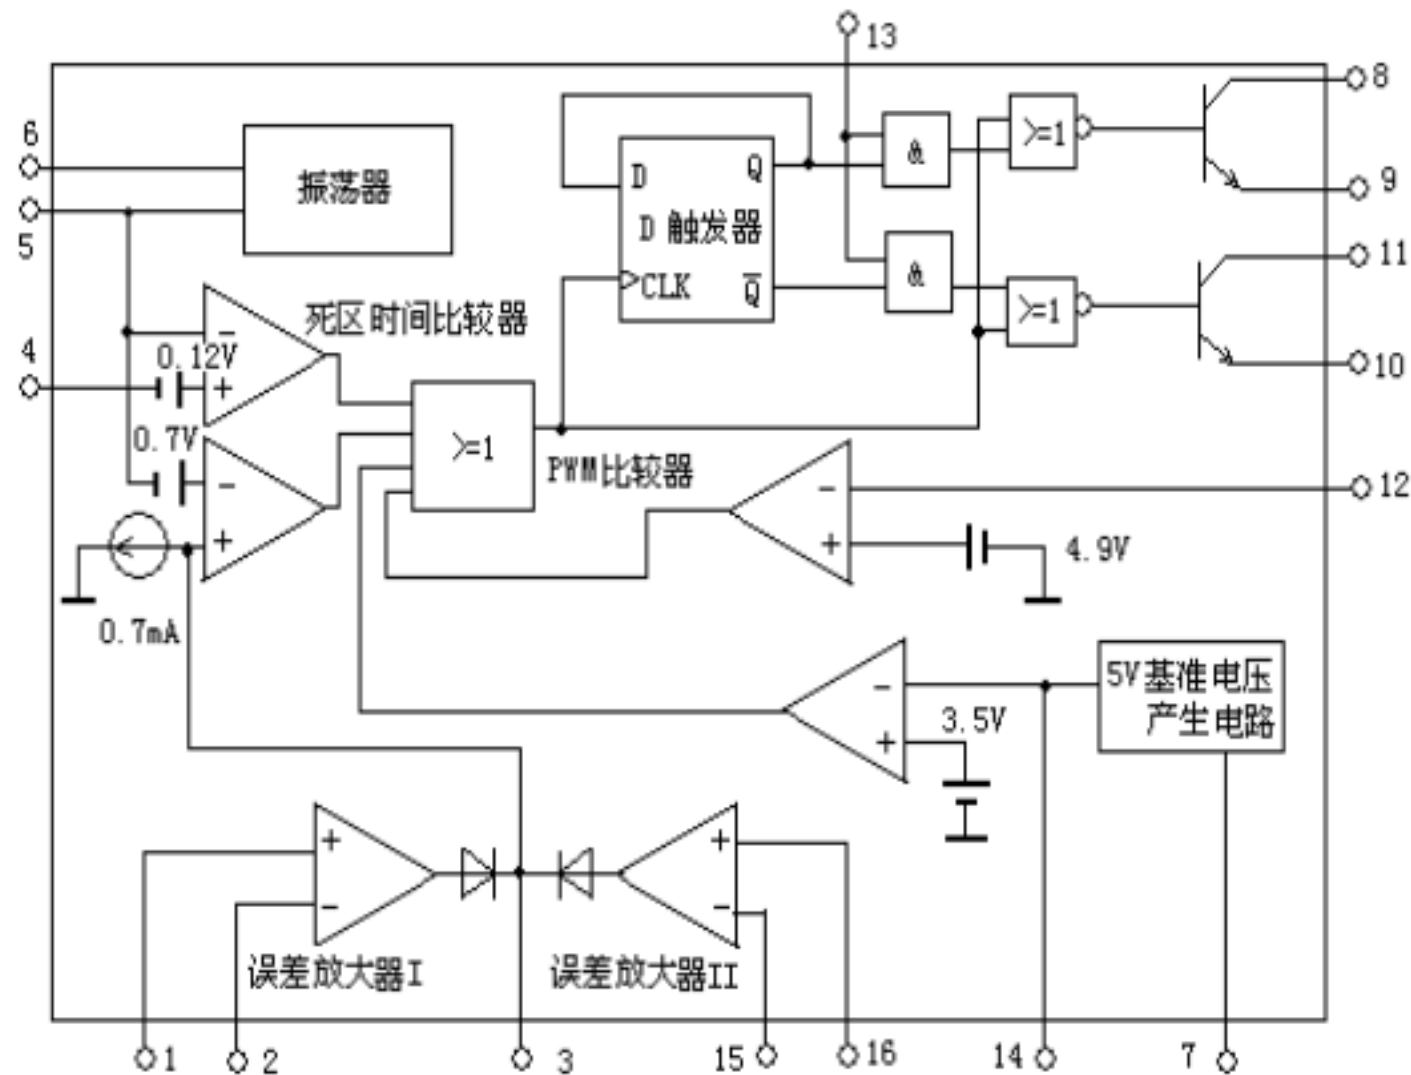 13
8
6
振荡器
D
Q
&
>=1
9
D 触发器
5
CLK
Q̅
&
>=1
11
死区时间比较器
4
0.12V
−
+
10
0.7V
−
+
>=1
PWM比较器
−
12
+
4.9V
0.7mA
5V基准电压
产生电路
−
3.5V
+
+
−
+
−
误差放大器I
误差放大器II
1
2
3
15
16
14
7